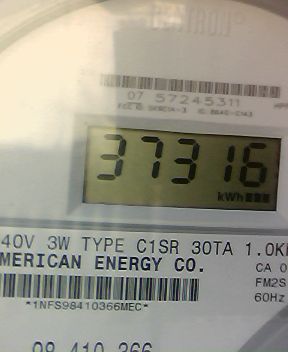 ITRON®
07 57245311
37316
kWh
40V 3W TYPE C1SR 30TA 1.0K
MERICAN ENERGY CO.
CA 0
FM2S
60Hz
*1NFS98410366MEC*
98 410 366